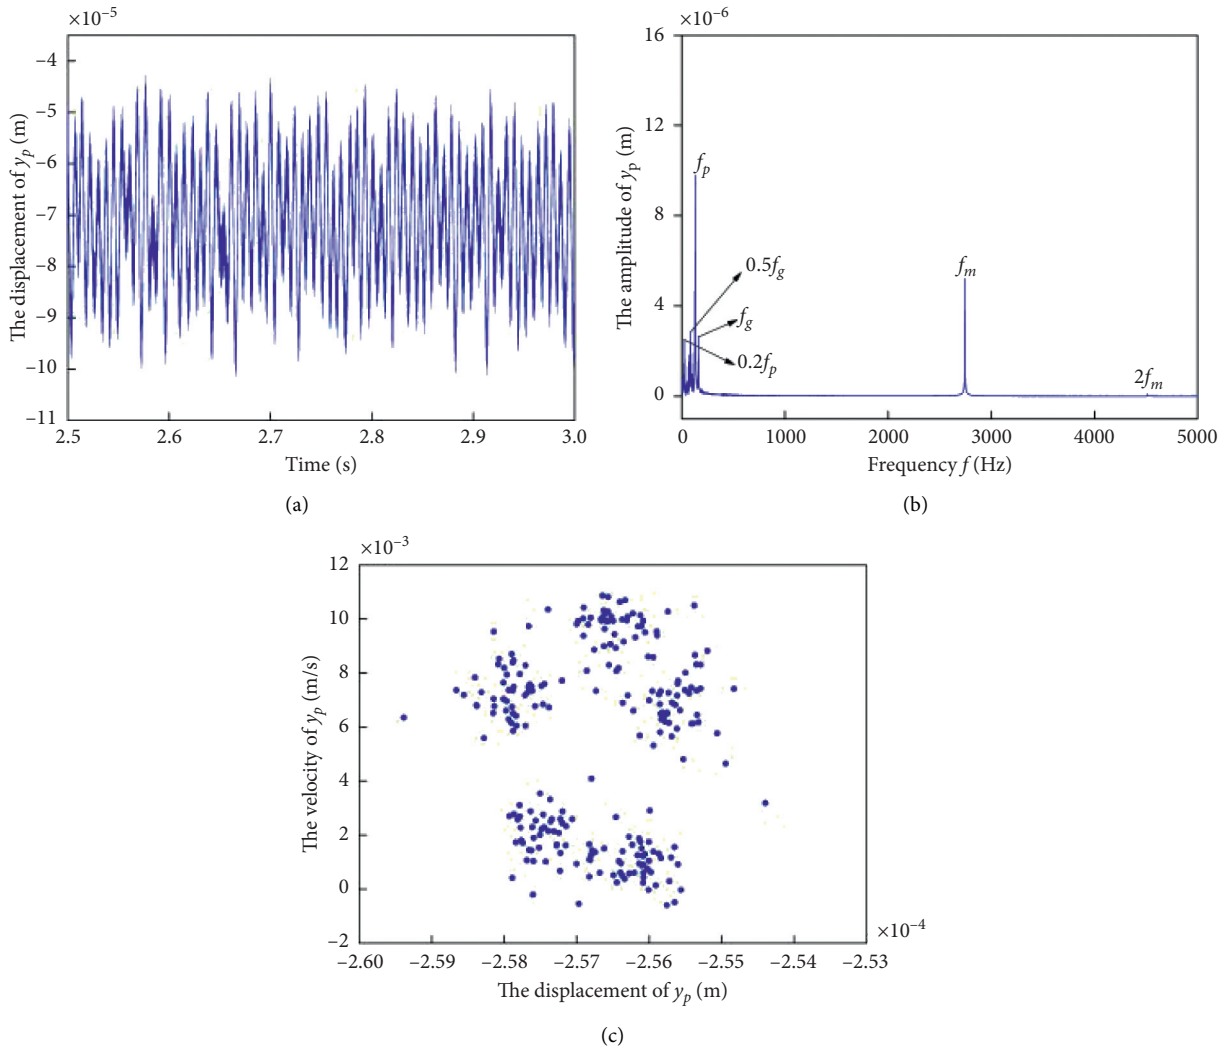 ×10⁻⁵
The displacement of yₚ (m)
−4
−5
−6
−7
−8
−9
−10
−11
2.5 2.6 2.7 2.8 2.9 3.0
Time (s)
(a)
×10⁻⁶
The amplitude of yₚ (m)
16
12
8
4
0
fₚ
0.5f_g
f_g
0.2fₚ
fₘ
2fₘ
0 1000 2000 3000 4000 5000
Frequency f (Hz)
(b)
×10⁻³
The velocity of yₚ (m/s)
12
10
8
6
4
2
0
−2
×10⁻⁴
−2.60 −2.59 −2.58 −2.57 −2.56 −2.55 −2.54 −2.53
The displacement of yₚ (m)
(c)